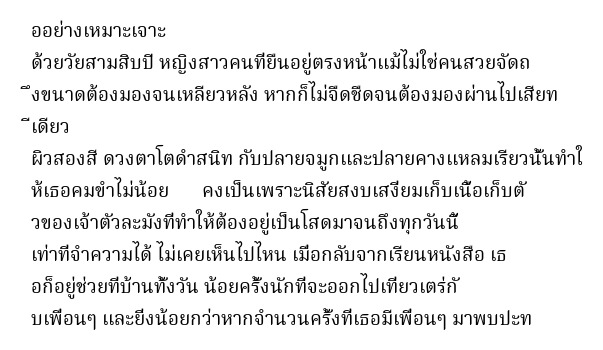 ออย่างเหมาะเจาะ
ด้วยวัยสามสิบปี หญิงสาวคนที่ยืนอยู่ตรงหน้าแม้ไม่ใช่คนสวยจัดถ
ึงขนาดต้องมองจนเหลียวหลัง หากก็ไม่จืดชืดจนต้องมองผ่านไปเสียท
ีเดียว
ผิวสองสี ดวงตาโตดำสนิท กับปลายจมูกและปลายคางแหลมเรียวนั้นทำใ
ห้เธอคมขำไม่น้อย คงเป็นเพราะนิสัยสงบเสงี่ยมเก็บเนื้อเก็บตั
วของเจ้าตัวละมังที่ทำให้ต้องอยู่เป็นโสดมาจนถึงทุกวันนี้
เท่าที่จำความได้ ไม่เคยเห็นไปไหน เมื่อกลับจากเรียนหนังสือ เธ
อก็อยู่ช่วยที่บ้านทั้งวัน น้อยครั้งนักที่จะออกไปเที่ยวเตร่กั
บเพื่อนๆ และยิ่งน้อยกว่าหากจำนวนครั้งที่เธอมีเพื่อนๆ มาพบปะท